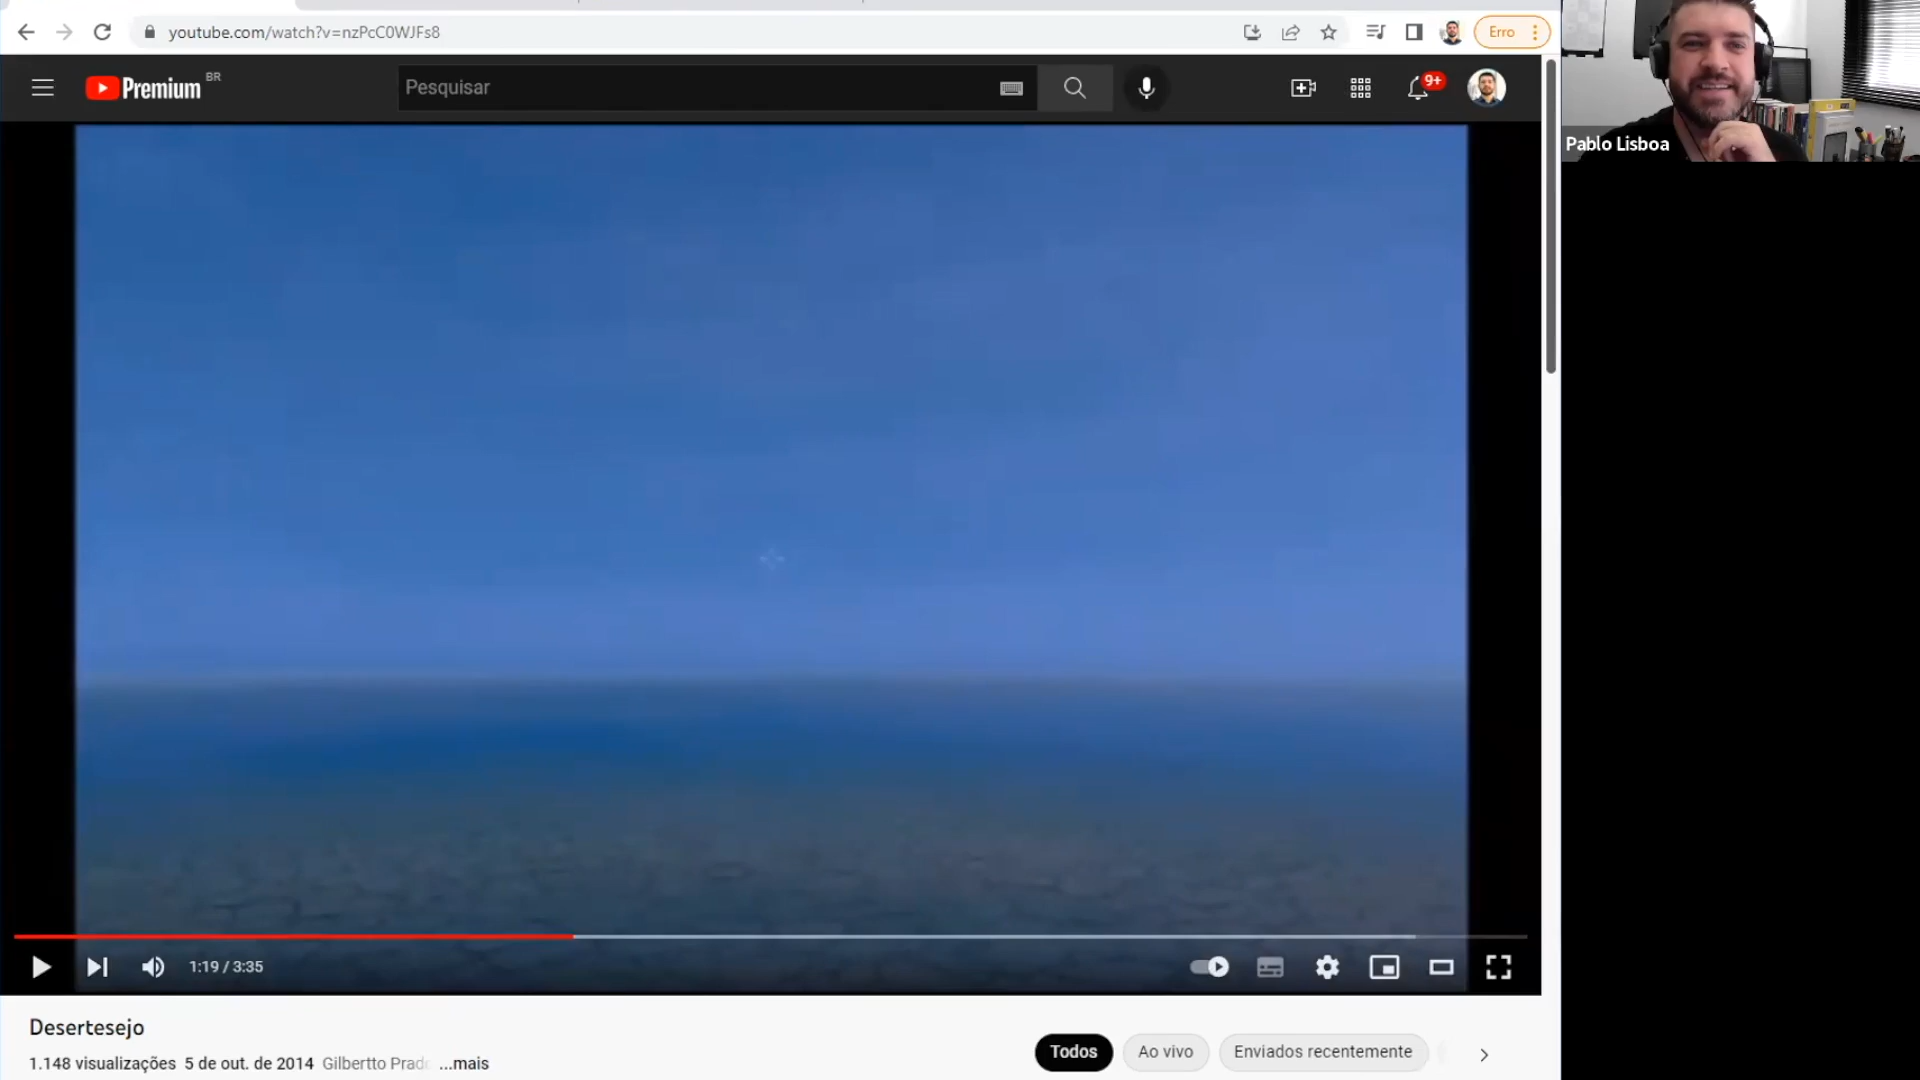 youtube.com/watch?v=nzPcC0WJFs8
Erro
Premium BR
Pesquisar
9+
Pablo Lisboa
1:19 / 3:35
Desertesejo
Todos
Ao vivo
Enviados recentemente
1.148 visualizações 5 de out. de 2014 Gilbertto Prado ...mais